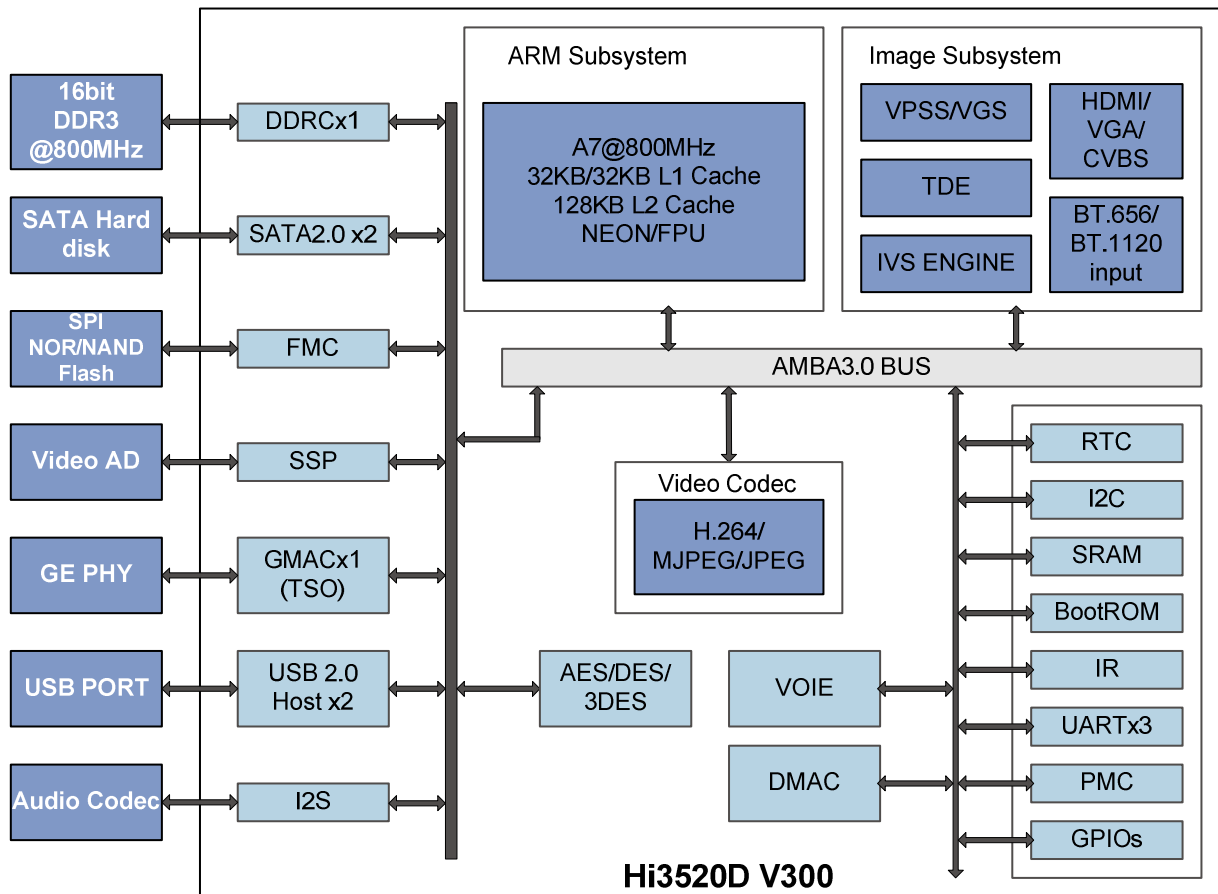 16bit
DDR3
@800MHz
SATA Hard
disk
SPI
NOR/NAND
Flash
Video AD
GE PHY
USB PORT
Audio Codec
DDRCx1
SATA2.0 x2
FMC
SSP
GMACx1
(TSO)
USB 2.0
Host x2
I2S
ARM Subsystem
A7@800MHz
32KB/32KB L1 Cache
128KB L2 Cache
NEON/FPU
Image Subsystem
VPSS/VGS
TDE
IVS ENGINE
HDMI/
VGA/
CVBS
BT.656/
BT.1120
input
AMBA3.0 BUS
Video Codec
H.264/
MJPEG/JPEG
AES/DES/
3DES
VOIE
DMAC
RTC
I2C
SRAM
BootROM
IR
UARTx3
PMC
GPIOs
Hi3520D V300